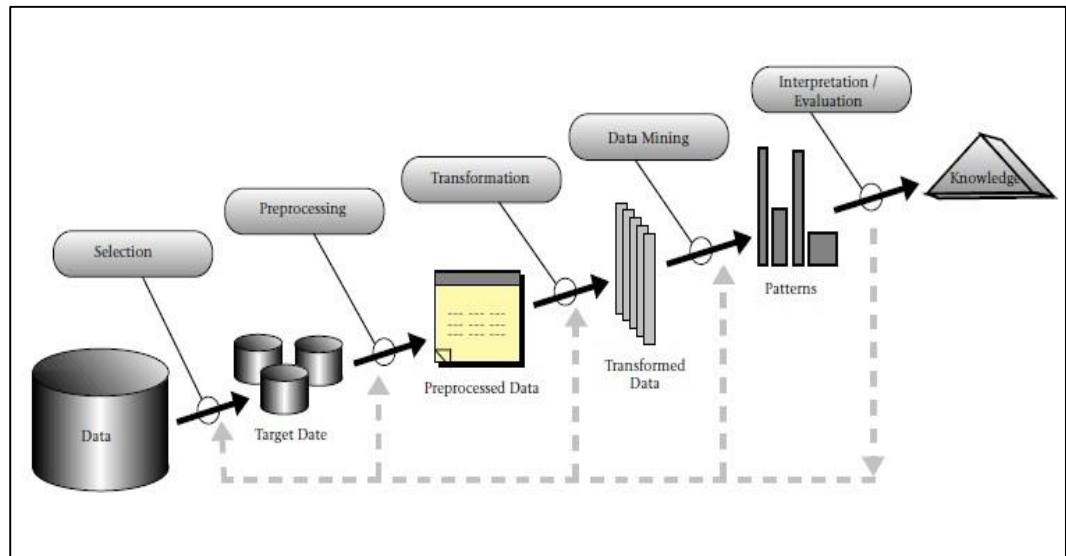 Interpretation /
Evaluation
Data Mining
Transformation
Preprocessing
Selection
Knowledge
Patterns
Transformed
Data
Preprocessed Data
Target Date
Data